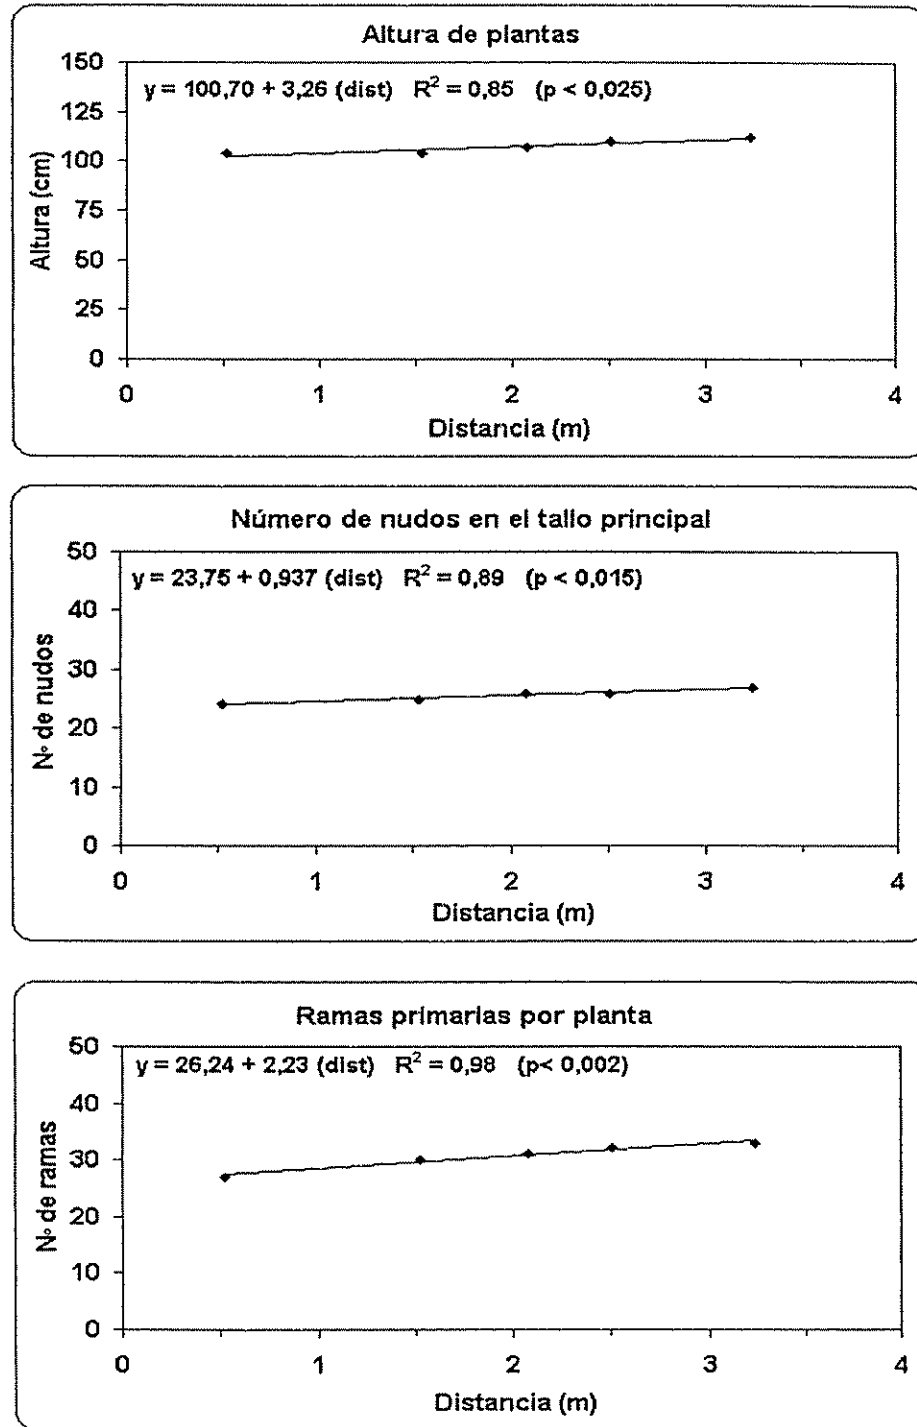 Altura de plantas
y = 100,70 + 3,26 (dist) R² = 0,85 (p < 0,025)
Altura (cm)
150
125
100
75
50
25
0
0 1 2 3 4
Distancia (m)
Número de nudos en el tallo principal
y = 23,75 + 0,937 (dist) R² = 0,89 (p < 0,015)
Nº de nudos
50
40
30
20
10
0
0 1 2 3 4
Distancia (m)
Ramas primarias por planta
y = 26,24 + 2,23 (dist) R² = 0,98 (p< 0,002)
Nº de ramas
50
40
30
20
10
0
0 1 2 3 4
Distancia (m)